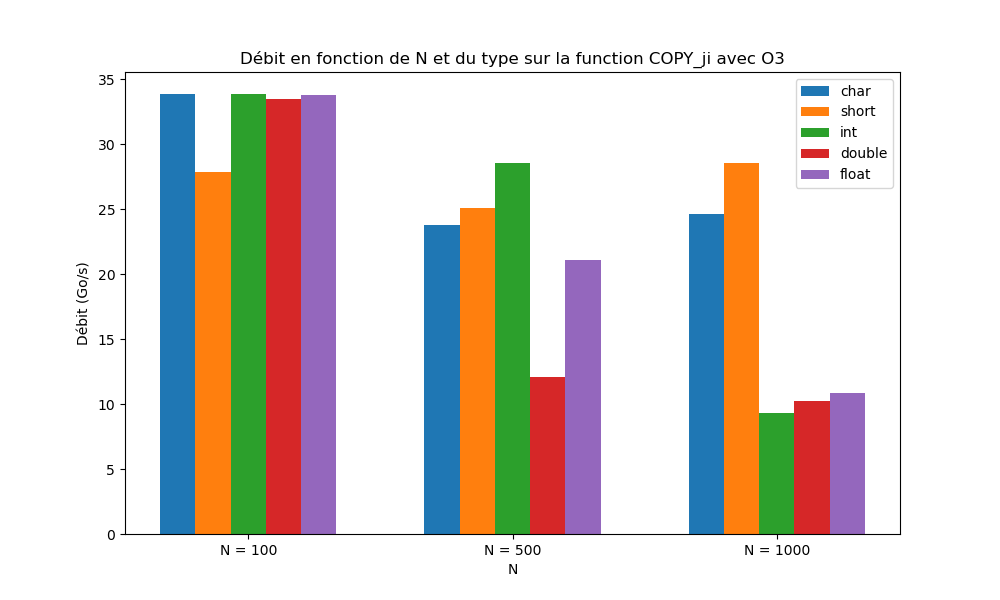 Débit en fonction de N et du type sur la function COPY_ji avec O3
char
short
int
double
float
Débit (Go/s)
35
30
25
20
15
10
5
0
N = 100
N = 500
N = 1000
N